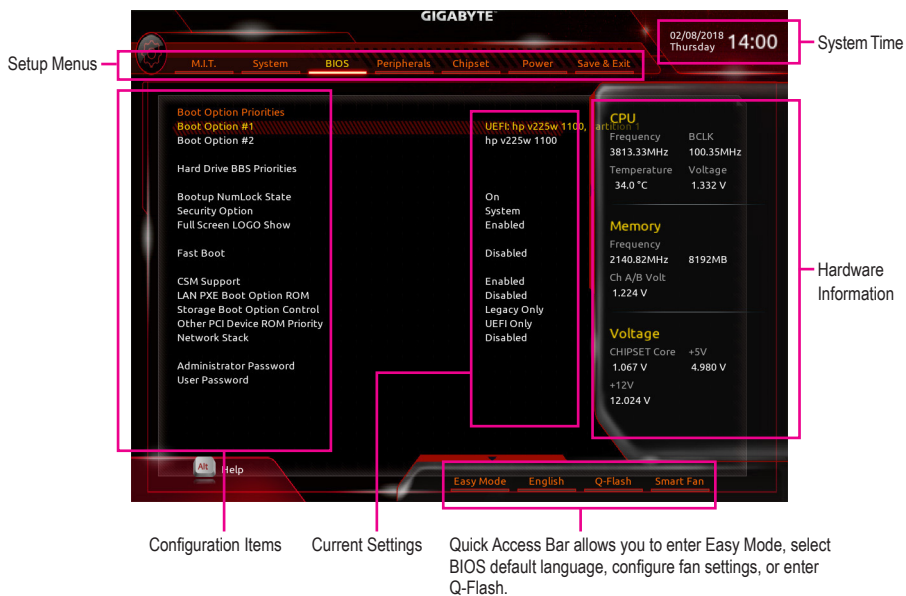 GIGABYTE™
02/08/2018
Thursday
14:00
System Time
Setup Menus
M.I.T. System BIOS Peripherals Chipset Power Save & Exit
Boot Option Priorities
Boot Option #1 UEFI: hp v225w 1100, artition 1
Boot Option #2 hp v225w 1100
Hard Drive BBS Priorities
Bootup NumLock State On
Security Option System
Full Screen LOGO Show Enabled
Fast Boot Disabled
CSM Support Enabled
LAN PXE Boot Option ROM Disabled
Storage Boot Option Control Legacy Only
Other PCI Device ROM Priority UEFI Only
Network Stack Disabled
Administrator Password
User Password
CPU
Frequency BCLK
3813.33MHz 100.35MHz
Temperature Voltage
34.0 °C 1.332 V
Memory
Frequency
2140.82MHz 8192MB
Ch A/B Volt
1.224 V
Voltage
CHIPSET Core +5V
1.067 V 4.980 V
+12V
12.024 V
Hardware
Information
Alt Help
Easy Mode English Q-Flash Smart Fan
Configuration Items
Current Settings
Quick Access Bar allows you to enter Easy Mode, select
BIOS default language, configure fan settings, or enter
Q-Flash.